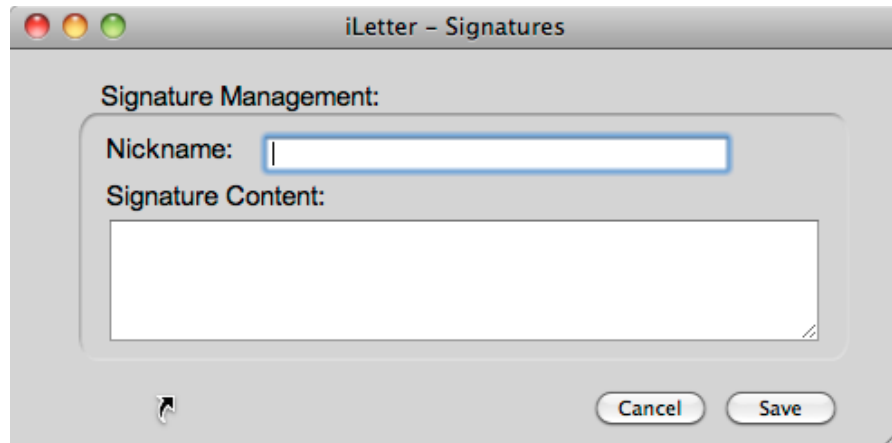 iLetter – Signatures
Signature Management:
Nickname:
Signature Content:
Cancel Save